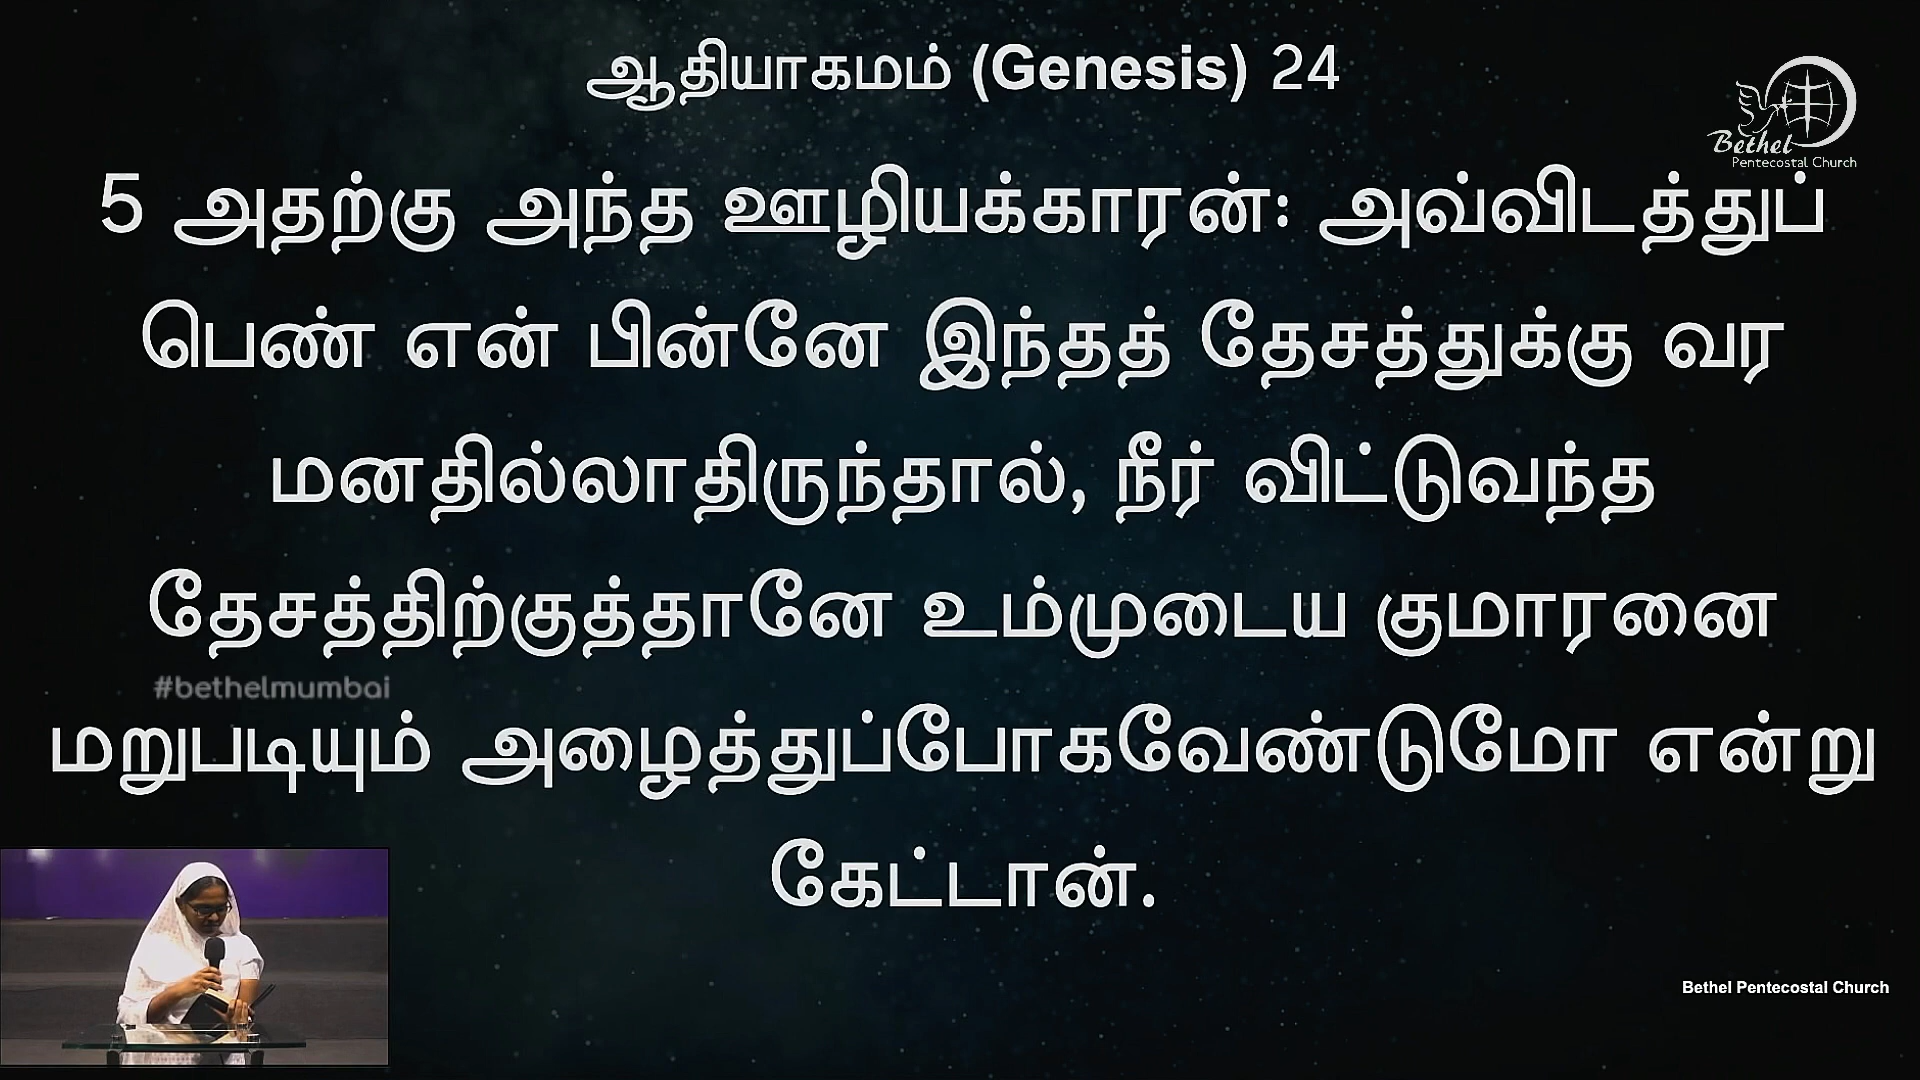 ஆதியாகமம் (Genesis) 24
Bethel
Pentecostal Church
5 அதற்கு அந்த ஊழியக்காரன்: அவ்விடத்துப்
பெண் என் பின்னே இந்தத் தேசத்துக்கு வர
மனதில்லாதிருந்தால், நீர் விட்டுவந்த
தேசத்திற்குத்தானே உம்முடைய குமாரனை
#bethelmumbai
மறுபடியும் அழைத்துப்போகவேண்டுமோ என்று
கேட்டான்.
Bethel Pentecostal Church